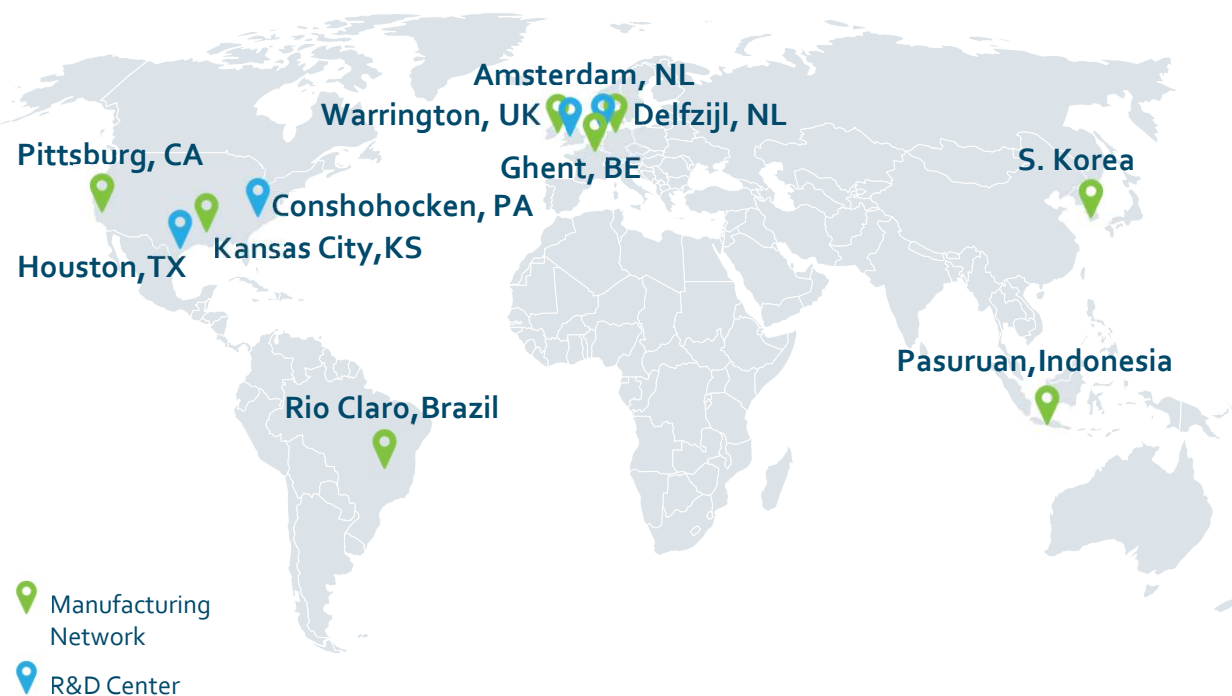 Amsterdam, NL
Warrington, UK
Delfzijl, NL
Pittsburg, CA
Ghent, BE
S. Korea
Conshohocken, PA
Kansas City,KS
Houston,TX
Pasuruan,Indonesia
Rio Claro,Brazil
Manufacturing
Network
R&D Center